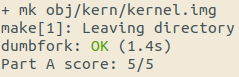 + mk obj/kern/kernel.img
make[1]: Leaving directory
dumbfork: OK (1.4s)
Part A score: 5/5